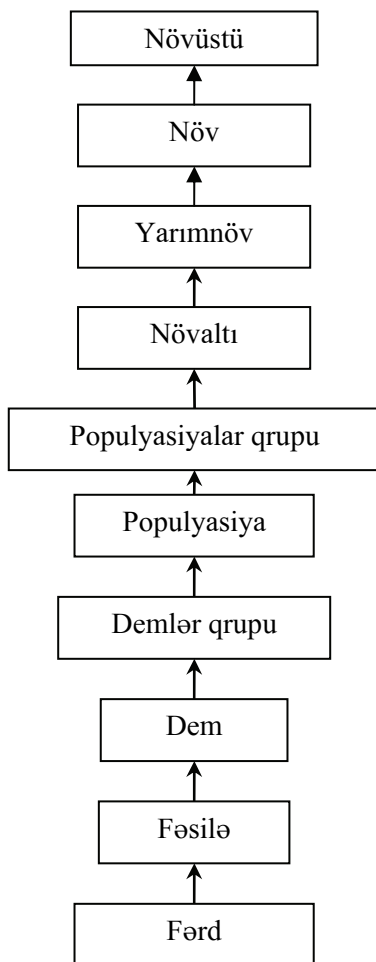 Növüstü
Növ
Yarımnöv
Növaltı
Populyasiyalar qrupu
Populyasiya
Demlər qrupu
Dem
Fəsilə
Fərd